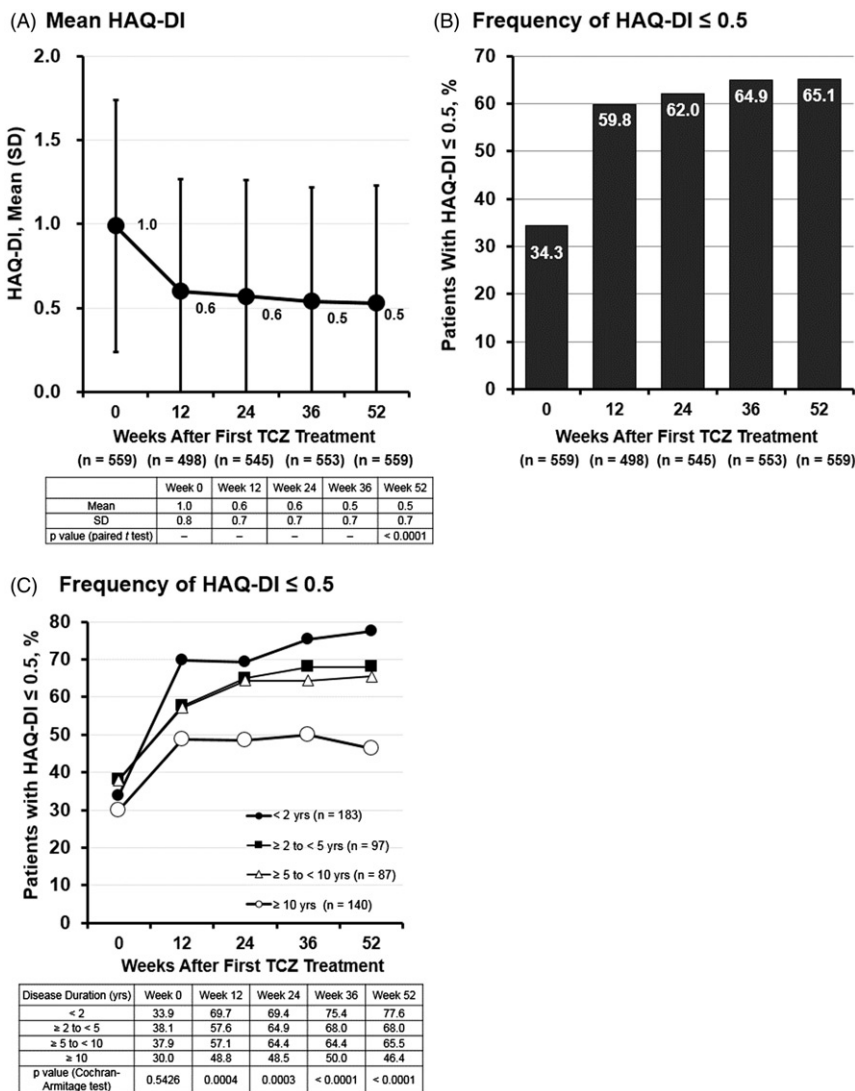 (A) Mean HAQ-DI
2.0
1.5
1.0
0.5
0.0
HAQ-DI, Mean (SD)
1.0
0.6
0.6
0.5
0.5
0 12 24 36 52
Weeks After First TCZ Treatment
(n = 559) (n = 498) (n = 545) (n = 553) (n = 559)
Week 0 Week 12 Week 24 Week 36 Week 52
Mean 1.0 0.6 0.6 0.5 0.5
SD 0.8 0.7 0.7 0.7 0.7
p value (paired t test) – – – – < 0.0001
(B) Frequency of HAQ-DI ≤ 0.5
70
60
50
40
30
20
10
0
Patients With HAQ-DI ≤ 0.5, %
34.3
59.8
62.0
64.9
65.1
0 12 24 36 52
Weeks After First TCZ Treatment
(n = 559) (n = 498) (n = 545) (n = 553) (n = 559)
(C) Frequency of HAQ-DI ≤ 0.5
80
70
60
50
40
30
20
10
0
Patients with HAQ-DI ≤ 0.5, %
< 2 yrs (n = 183)
≥ 2 to < 5 yrs (n = 97)
≥ 5 to < 10 yrs (n = 87)
≥ 10 yrs (n = 140)
0 12 24 36 52
Weeks After First TCZ Treatment
Disease Duration (yrs) Week 0 Week 12 Week 24 Week 36 Week 52
< 2 33.9 69.7 69.4 75.4 77.6
≥ 2 to < 5 38.1 57.6 64.9 68.0 68.0
≥ 5 to < 10 37.9 57.1 64.4 64.4 65.5
≥ 10 30.0 48.8 48.5 50.0 46.4
p value (Cochran-
Armitage test) 0.5426 0.0004 0.0003 < 0.0001 < 0.0001